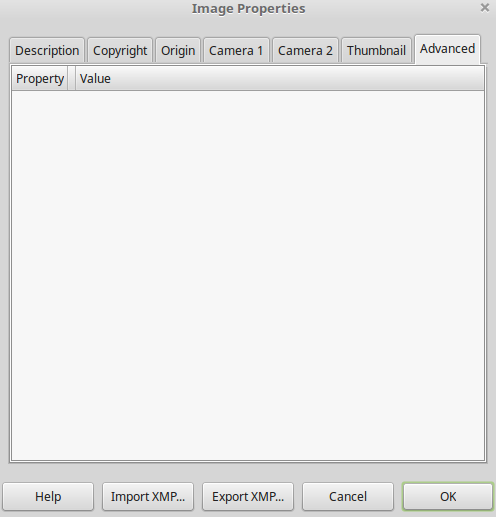 Image Properties
Description Copyright Origin Camera 1 Camera 2 Thumbnail Advanced
Property Value
Help Import XMP... Export XMP... Cancel OK